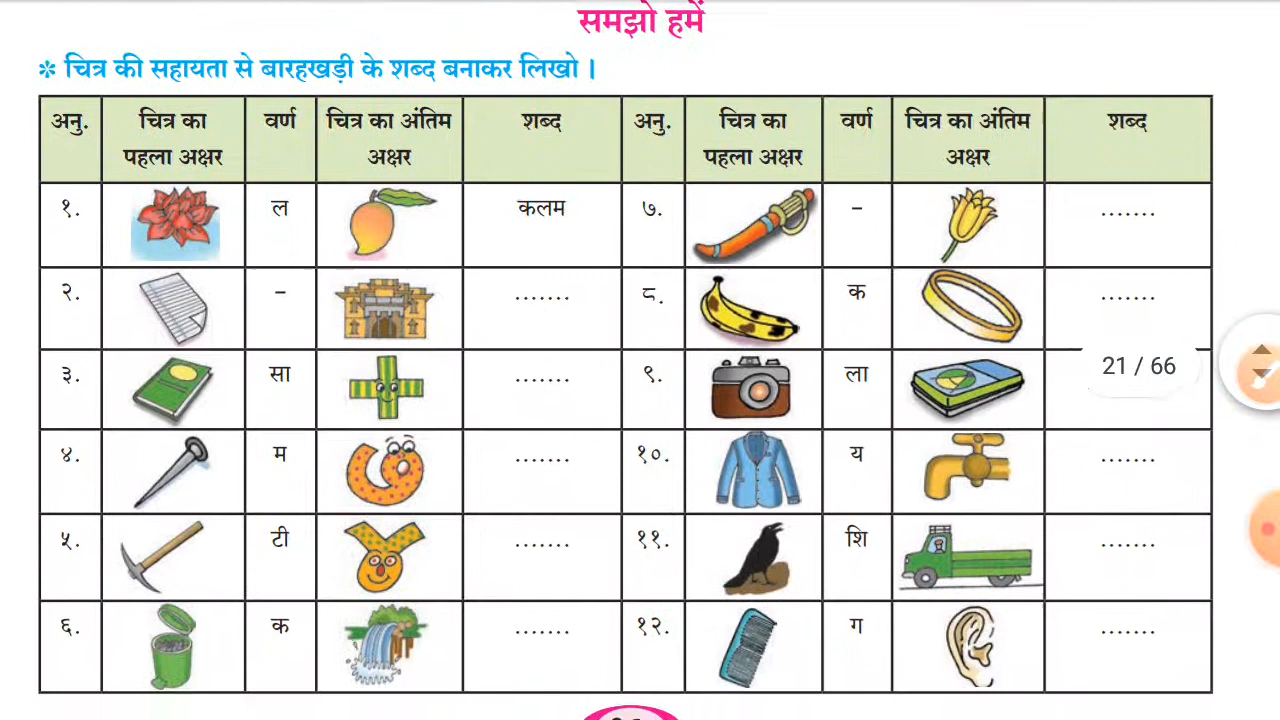 समझो हमें
✻ चित्र की सहायता से बारहखड़ी के शब्द बनाकर लिखो ।
अनु. चित्र का पहला अक्षर वर्ण चित्र का अंतिम अक्षर शब्द अनु. चित्र का पहला अक्षर वर्ण चित्र का अंतिम अक्षर शब्द
१. ल कलम ७. – .......
२. – ....... ८. क .......
३. सा ....... ९. ला
21 / 66
४. म ....... १०. य .......
५. टी ....... ११. शि .......
६. क ....... १२. ग .......